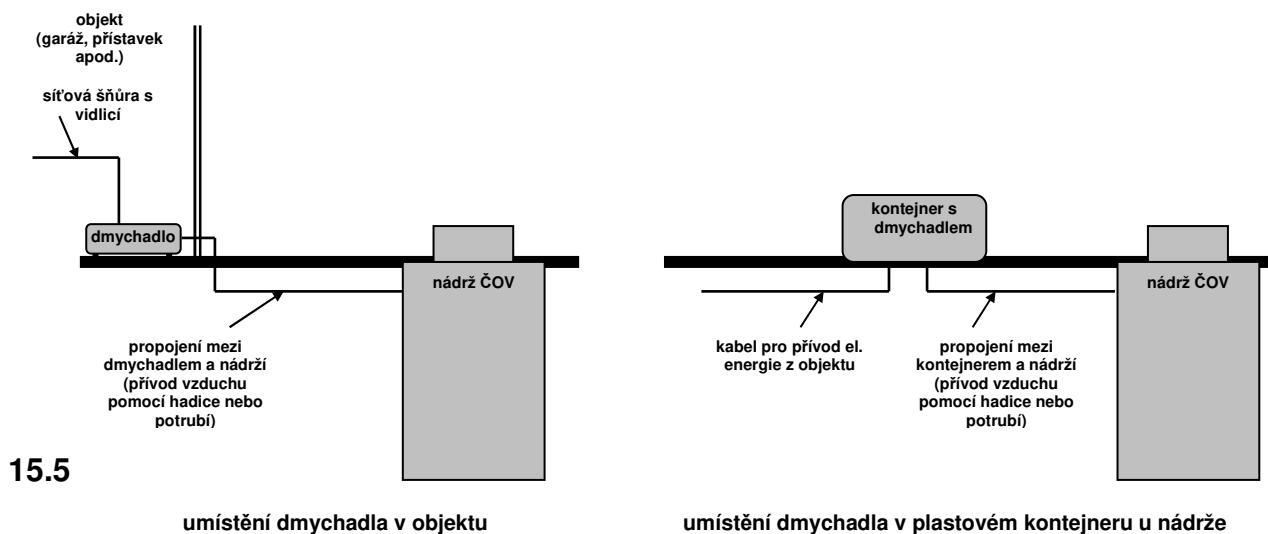 objekt
(garáž, přístavek
apod.)
síťová šňůra s
vidlicí
dmychadlo
nádrž ČOV
propojení mezi
dmychadlem a nádrží
(přívod vzduchu
pomocí hadice nebo
potrubí)
15.5
umístění dmychadla v objektu
kontejner s
dmychadlem
nádrž ČOV
kabel pro přívod el.
energie z objektu
propojení mezi
kontejnerem a nádrží
(přívod vzduchu
pomocí hadice nebo
potrubí)
umístění dmychadla v plastovém kontejneru u nádrže